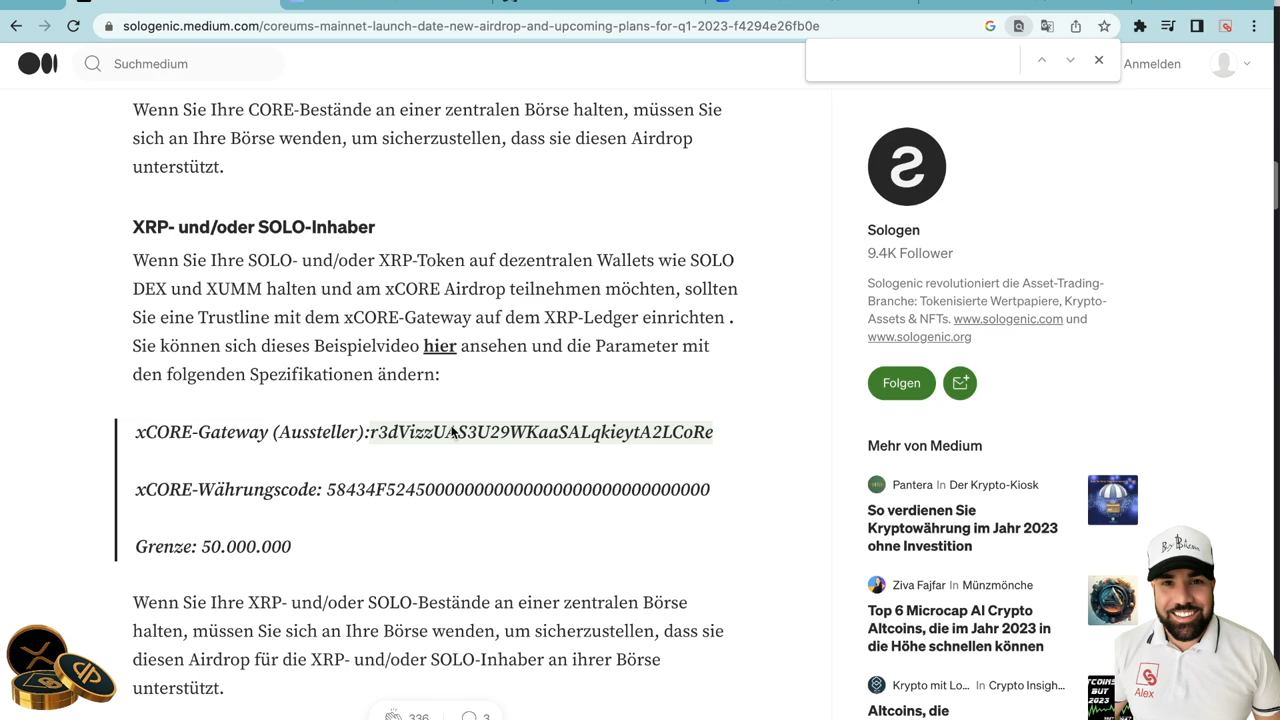 sologenic.medium.com/coreums-mainnet-launch-date-new-airdrop-and-upcoming-plans-for-q1-2023-f4294e26fb0e
Suchmedium
Anmelden
Wenn Sie Ihre CORE-Bestände an einer zentralen Börse halten, müssen Sie
sich an Ihre Börse wenden, um sicherzustellen, dass sie diesen Airdrop
unterstützt.
XRP- und/oder SOLO-Inhaber
Wenn Sie Ihre SOLO- und/oder XRP-Token auf dezentralen Wallets wie SOLO
DEX und XUMM halten und am xCORE Airdrop teilnehmen möchten, sollten
Sie eine Trustline mit dem xCORE-Gateway auf dem XRP-Ledger einrichten .
Sie können sich dieses Beispielvideo hier ansehen und die Parameter mit
den folgenden Spezifikationen ändern:
xCORE-Gateway (Aussteller):r3dVizzUAS3U29WKaaSALqkieytA2LCoRe
xCORE-Währungscode: 58434F5245000000000000000000000000000000
Grenze: 50.000.000
Wenn Sie Ihre XRP- und/oder SOLO-Bestände an einer zentralen Börse
halten, müssen Sie sich an Ihre Börse wenden, um sicherzustellen, dass sie
diesen Airdrop für die XRP- und/oder SOLO-Inhaber an ihrer Börse
unterstützt.
336
3
Sologen
9.4K Follower
Sologen revolutioniert die Asset-Trading-
Branche: Tokenisierte Wertpapiere, Krypto-
Assets & NFTs. www.sologenic.com und
www.sologenic.org
Folgen
Mehr von Medium
Pantera In Der Krypto-Kiosk
So verdienen Sie
Kryptowährung im Jahr 2023
ohne Investition
Ziva Fajfar In Münzmönche
Top 6 Microcap AI Crypto
Altcoins, die im Jahr 2023 in
die Höhe schnellen können
Krypto mit Lo... In Crypto Insigh...
Altcoins, die
Alex